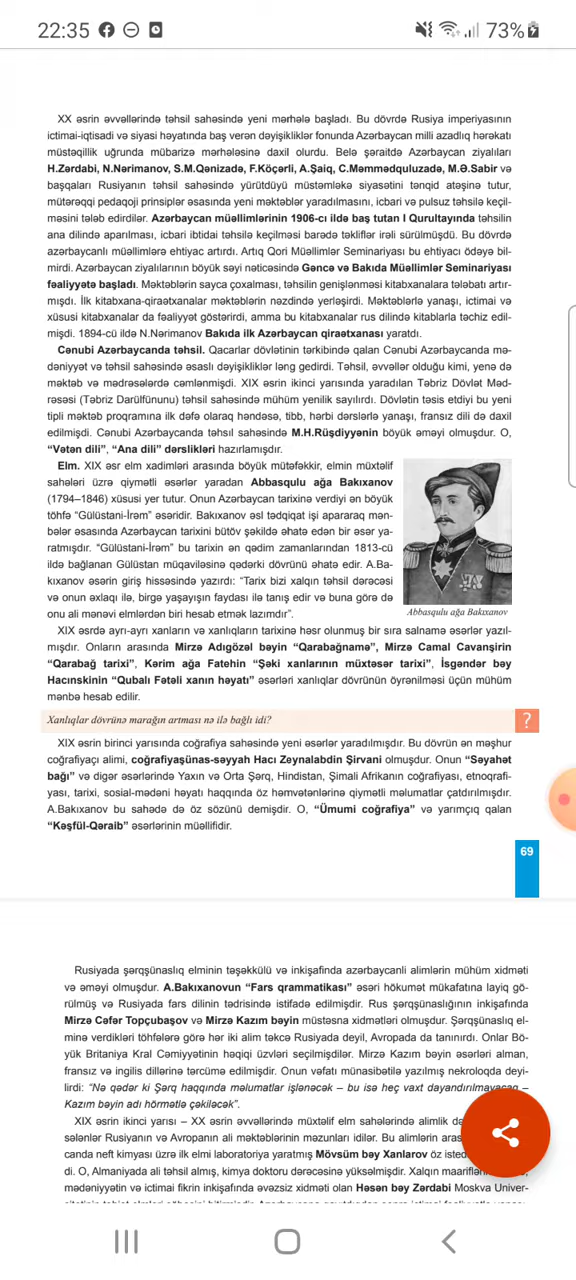 22:35
73%
XX əsrin əvvəllərində təhsil sahəsində yeni mərhələ başladı. Bu dövrdə Rusiya imperiyasının
ictimai-iqtisadi və siyasi həyatında baş verən dəyişikliklər fonunda Azərbaycan milli azadlıq hərəkatı
müstəqillik uğrunda mübarizə mərhələsinə daxil olurdu. Belə şəraitdə Azərbaycan ziyalıları
H.Zərdabi, N.Nərimanov, S.M.Qənizadə, F.Köçərli, A.Şaiq, C.Məmmədquluzadə, M.Ə.Sabir və
başqaları Rusiyanın təhsil sahəsində yürütdüyü müstəmləkə siyasətini tənqid atəşinə tutur,
mütərəqqi pedaqoji prinsiplər əsasında yeni məktəblər yaradılmasını, icbari və pulsuz təhsilə keçil-
məsini tələb edirdilər. Azərbaycan müəllimlərinin 1906-cı ildə baş tutan I Qurultayında təhsilin
ana dilində aparılması, icbari ibtidai təhsilə keçilməsi barədə təkliflər irəli sürülmüşdü. Bu dövrdə
azərbaycanlı müəllimlərə ehtiyac artırdı. Artıq Qori Müəllimlər Seminariyası bu ehtiyacı ödəyə bil-
mirdi. Azərbaycan ziyalılarının böyük səyi nəticəsində Gəncə və Bakıda Müəllimlər Seminariyası
fəaliyyətə başladı. Məktəblərin sayca çoxalması, təhsilin genişlənməsi kitabxanalara tələbatı artır-
mışdı. İlk kitabxana-qiraətxanalar məktəblərin nəzdində yerləşirdi. Məktəblərlə yanaşı, ictimai və
xüsusi kitabxanalar da fəaliyyət göstərirdi, amma bu kitabxanalar rus dilində kitablarla təchiz edil-
mişdi. 1894-cü ildə N.Nərimanov Bakıda ilk Azərbaycan qiraətxanası yaratdı.
Cənubi Azərbaycanda təhsil. Qacarlar dövlətinin tərkibində qalan Cənubi Azərbaycanda mə-
dəniyyət və təhsil sahəsində əsaslı dəyişikliklər ləng gedirdi. Təhsil, əvvəllər olduğu kimi, yenə də
məktəb və mədrəsələrdə cəmlənmişdi. XIX əsrin ikinci yarısında yaradılan Təbriz Dövlət Məd-
rəsəsi (Təbriz Darülfününu) təhsil sahəsində mühüm yenilik sayılırdı. Dövlətin təsis etdiyi bu yeni
tipli məktəb proqramına ilk dəfə olaraq həndəsə, tibb, hərbi dərslərlə yanaşı, fransız dili də daxil
edilmişdi. Cənubi Azərbaycanda təhsil sahəsində M.H.Rüşdiyyənin böyük əməyi olmuşdur. O,
“Vətən dili”, “Ana dili” dərslikləri hazırlamışdır.
Elm. XIX əsr elm xadimləri arasında böyük mütəfəkkir, elmin müxtəlif
sahələri üzrə qiymətli əsərlər yaradan Abbasqulu ağa Bakıxanov
(1794–1846) xüsusi yer tutur. Onun Azərbaycan tarixinə verdiyi ən böyük
töhfə “Gülüstani-İrəm” əsəridir. Bakıxanov əsl tədqiqat işi apararaq mən-
bələr əsasında Azərbaycan tarixini bütöv şəkildə əhatə edən bir əsər ya-
ratmışdır. “Gülüstani-İrəm” bu tarixin ən qədim zamanlarından 1813-cü
ildə bağlanan Gülüstan müqaviləsinə qədərki dövrünü əhatə edir. A.Ba-
kıxanov əsərin giriş hissəsində yazırdı: “Tarix bizi xalqın təhsil dərəcəsi
və onun əxlaqı ilə, birgə yaşayışın faydası ilə tanış edir və buna görə də
onu ali mənəvi elmlərdən biri hesab etmək lazımdır”.
Abbasqulu ağa Bakıxanov
XIX əsrdə ayrı-ayrı xanların və xanlıqların tarixinə həsr olunmuş bir sıra salnamə əsərlər yazıl-
mışdır. Onların arasında Mirzə Adıgözəl bəyin “Qarabağnamə”, Mirzə Camal Cavanşirin
“Qarabağ tarixi”, Kərim ağa Fatehin “Şəki xanlarının müxtəsər tarixi”, İsgəndər bəy
Hacınskinin “Qubalı Fətəli xanın həyatı” əsərləri xanlıqlar dövrünün öyrənilməsi üçün mühüm
mənbə hesab edilir.
Xanlıqlar dövrünə marağın artması nə ilə bağlı idi?
?
XIX əsrin birinci yarısında coğrafiya sahəsində yeni əsərlər yaradılmışdır. Bu dövrün ən məşhur
coğrafiyaçı alimi, coğrafiyaşünas-səyyah Hacı Zeynalabdin Şirvani olmuşdur. Onun “Səyahət
bağı” və digər əsərlərində Yaxın və Orta Şərq, Hindistan, Şimali Afrikanın coğrafiyası, etnoqrafi-
yası, tarixi, sosial-mədəni həyatı haqqında öz həmvətənlərinə qiymətli məlumatlar çatdırılmışdır.
A.Bakıxanov bu sahədə də öz sözünü demişdir. O, “Ümumi coğrafiya” və yarımçıq qalan
“Kəşfül-Qəraib” əsərlərinin müəllifidir.
69
Rusiyada şərqşünaslıq elminin təşəkkülü və inkişafında azərbaycanlı alimlərin mühüm xidməti
və əməyi olmuşdur. A.Bakıxanovun “Fars qrammatikası” əsəri hökumət mükafatına layiq gö-
rülmüş və Rusiyada fars dilinin tədrisində istifadə edilmişdir. Rus şərqşünaslığının inkişafında
Mirzə Cəfər Topçubaşov və Mirzə Kazım bəyin müstəsna xidmətləri olmuşdur. Şərqşünaslıq el-
minə verdikləri töhfələrə görə hər iki alim təkcə Rusiyada deyil, Avropada da tanınırdı. Onlar Bö-
yük Britaniya Kral Cəmiyyətinin həqiqi üzvləri seçilmişdilər. Mirzə Kazım bəyin əsərləri alman,
fransız və ingilis dillərinə tərcümə edilmişdir. Onun vəfatı münasibətilə yazılmış nekroloqda deyi-
lirdi: “Nə qədər ki Şərq haqqında məlumatlar işlənəcək – bu isə heç vaxt dayandırılmayacaq –
Kazım bəyin adı hörmətlə çəkiləcək”.
XIX əsrin ikinci yarısı – XX əsrin əvvəllərində müxtəlif elm sahələrində alimlik də
sələnlər Rusiyanın və Avropanın ali məktəblərinin məzunları idilər. Bu alimlərin aras
canda neft kimyası üzrə ilk elmi laboratoriya yaratmış Mövsüm bəy Xanlarov öz isted
di. O, Almaniyada ali təhsil almış, kimya doktoru dərəcəsinə yüksəlmişdir. Xalqın maariflən
mədəniyyətin və ictimai fikrin inkişafında əvəzsiz xidməti olan Həsən bəy Zərdabi Moskva Univer-